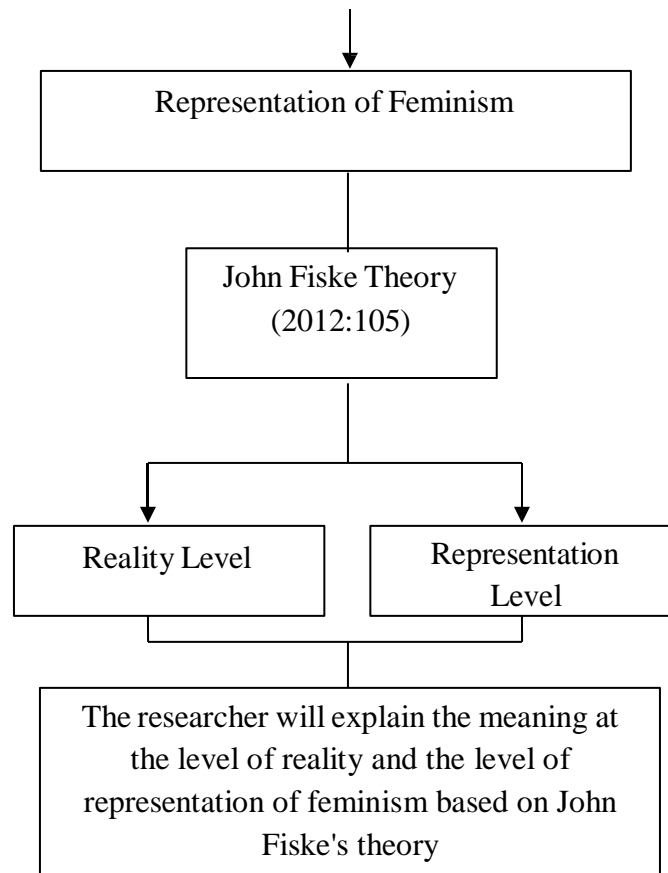 Representation of Feminism
John Fiske Theory
(2012:105)
Reality Level
Representation
Level
The researcher will explain the meaning at
the level of reality and the level of
representation of feminism based on John
Fiske's theory